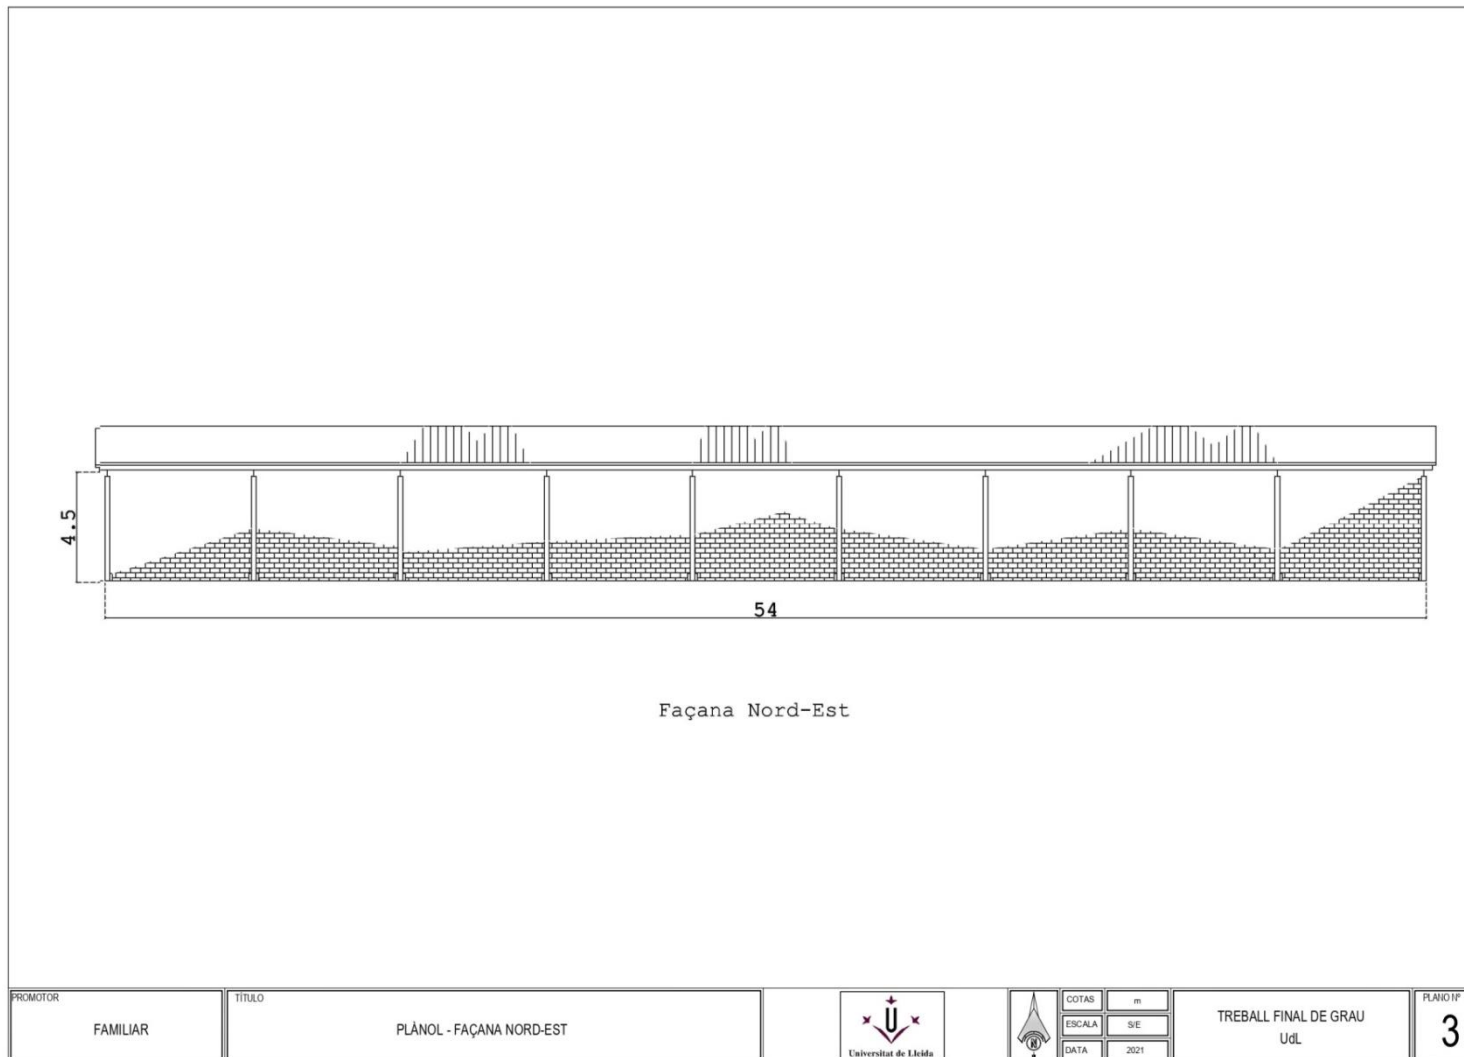 4.5
54
Façana Nord-Est
PROMOTOR
FAMILIAR
TÍTULO
PLÀNOL - FAÇANA NORD-EST
U
Universitat de Lleida
N
COTAS m
ESCALA S/E
DATA 2021
TREBALL FINAL DE GRAU
UdL
PLANO Nº
3